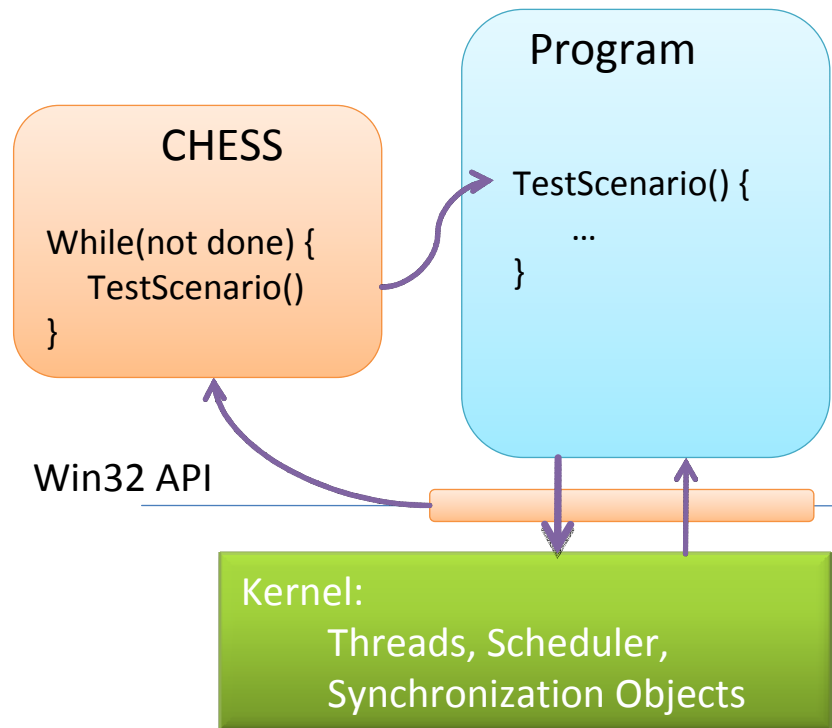 CHESS
While(not done) {
TestScenario()
}
Program
TestScenario() {
...
}
Win32 API
Kernel:
Threads, Scheduler,
Synchronization Objects